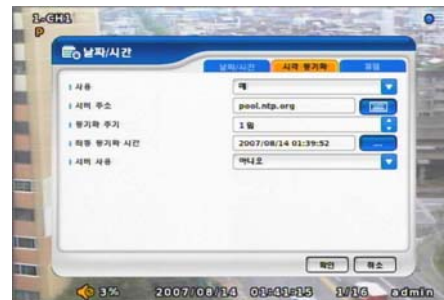 1-CH1
P
날짜/시간
날짜/시간 시각 동기화 휴일
사용 예
서버 주소 pool.ntp.org
동기화 주기 1 일
최종 동기화 시간 2007/08/14 01:39:52 ...
서버 사용 아니오
확인 취소
3% 2007/08/14 01:41:15 1/16 admin